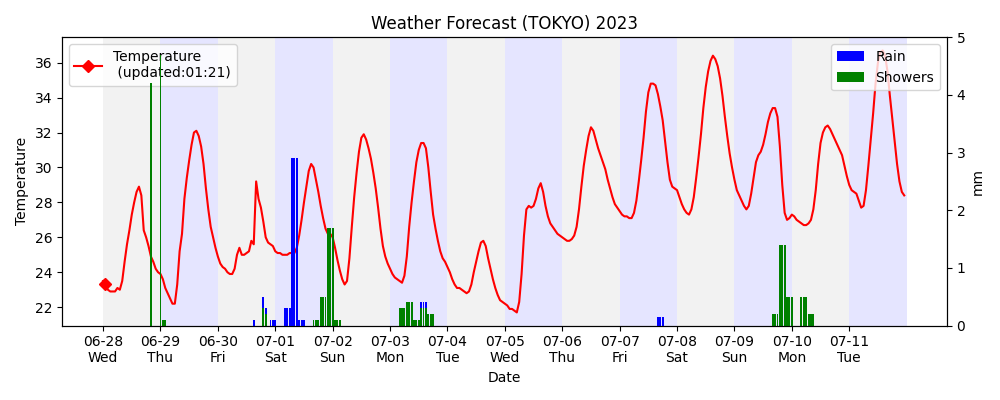 Weather Forecast (TOKYO) 2023
Temperature
(updated:01:21)
Rain
Showers
Temperature
36
34
32
30
28
26
24
22
5
4
3
2
1
0
mm
06-28 06-29 06-30 07-01 07-02 07-03 07-04 07-05 07-06 07-07 07-08 07-09 07-10 07-11
Wed Thu Fri Sat Sun Mon Tue Wed Thu Fri Sat Sun Mon Tue
Date